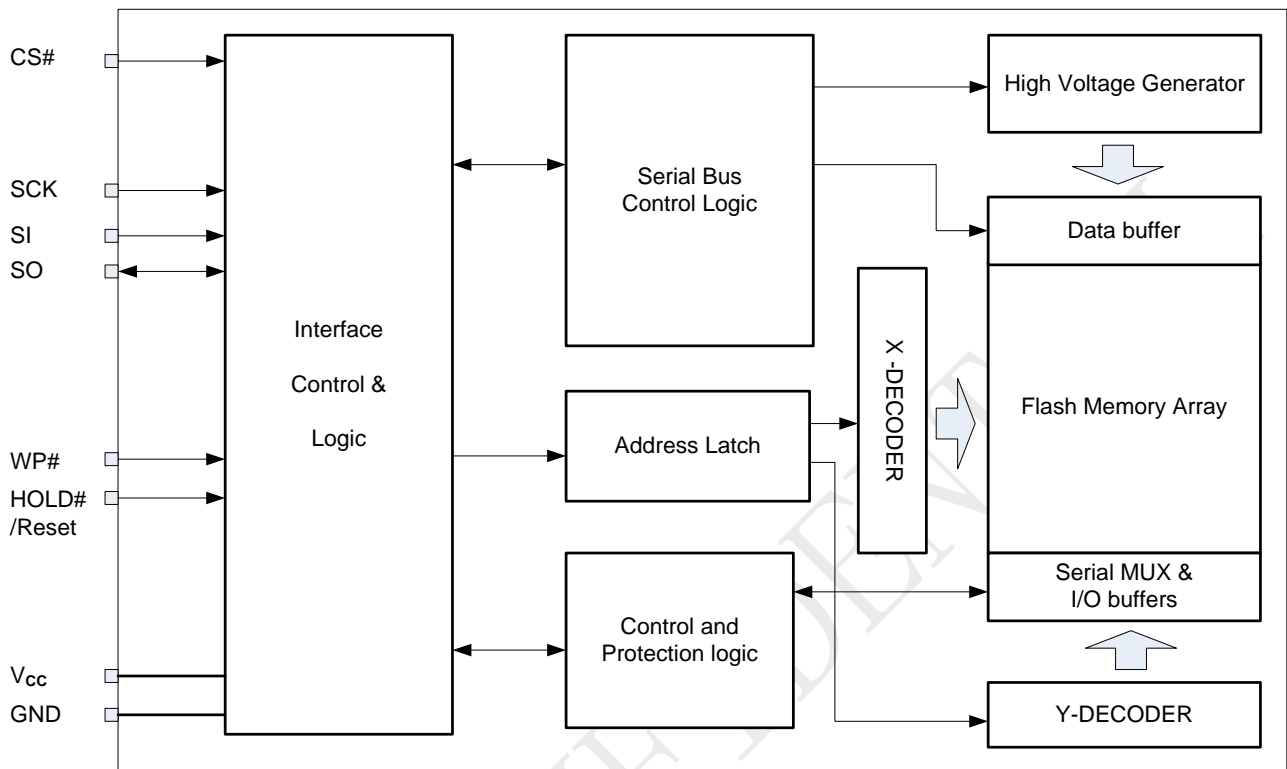 CS#
SCK
SI
SO
WP#
HOLD#
/Reset
Vcc
GND
Interface
Control &
Logic
Serial Bus
Control Logic
Address Latch
Control and
Protection logic
X -DECODER
High Voltage Generator
Data buffer
Flash Memory Array
Serial MUX &
I/O buffers
Y-DECODER